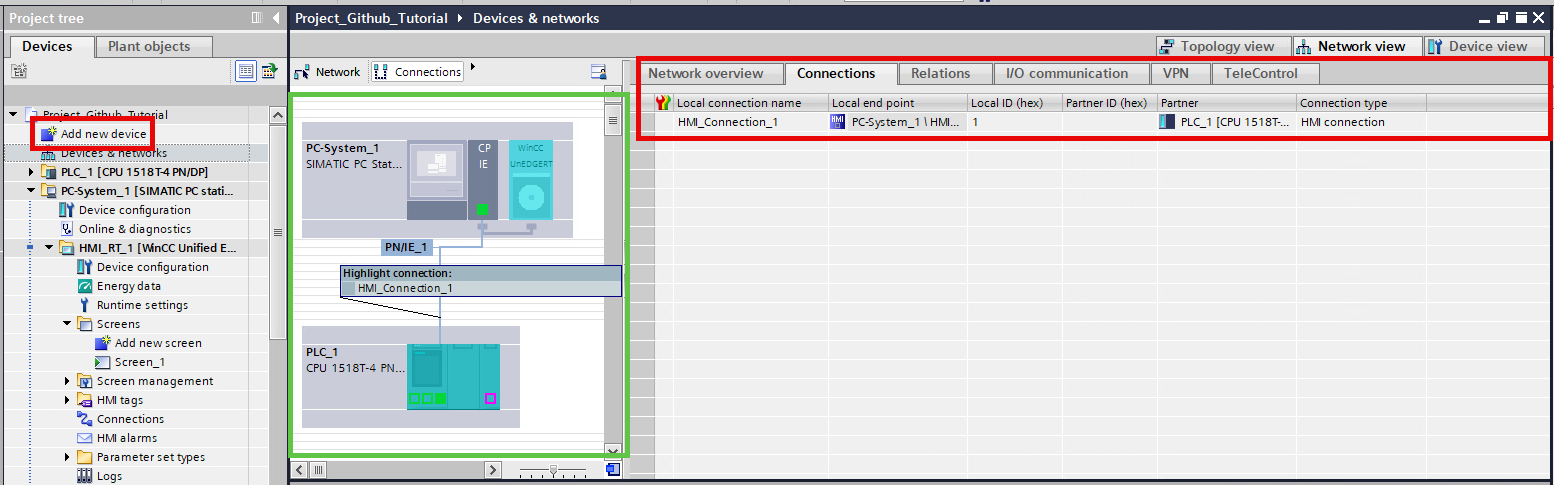 Project tree
Devices
Plant objects
Project_Github_Tutorial
Add new device
Devices & networks
PLC_1 [CPU 1518T-4 PN/DP]
PC-System_1 [SIMATIC PC stati...
Device configuration
Online & diagnostics
HMI_RT_1 [WinCC Unified E...
Device configuration
Energy data
Runtime settings
Screens
Add new screen
Screen_1
Screen management
HMI tags
Connections
HMI alarms
Parameter set types
Logs
Project_Github_Tutorial Devices & networks
Topology view
Network view
Device view
Network
Connections
PC-System_1
SIMATIC PC Stat...
CP
IE
WinCC
UnEDGERT
PN/IE_1
Highlight connection:
HMI_Connection_1
PLC_1
CPU 1518T-4 PN...
Network overview
Connections
Relations
I/O communication
VPN
TeleControl
Local connection name Local end point Local ID (hex) Partner ID (hex) Partner Connection type
HMI_Connection_1 HMI PC-System_1 \ HMI... 1 PLC_1 [CPU 1518T-... HMI connection